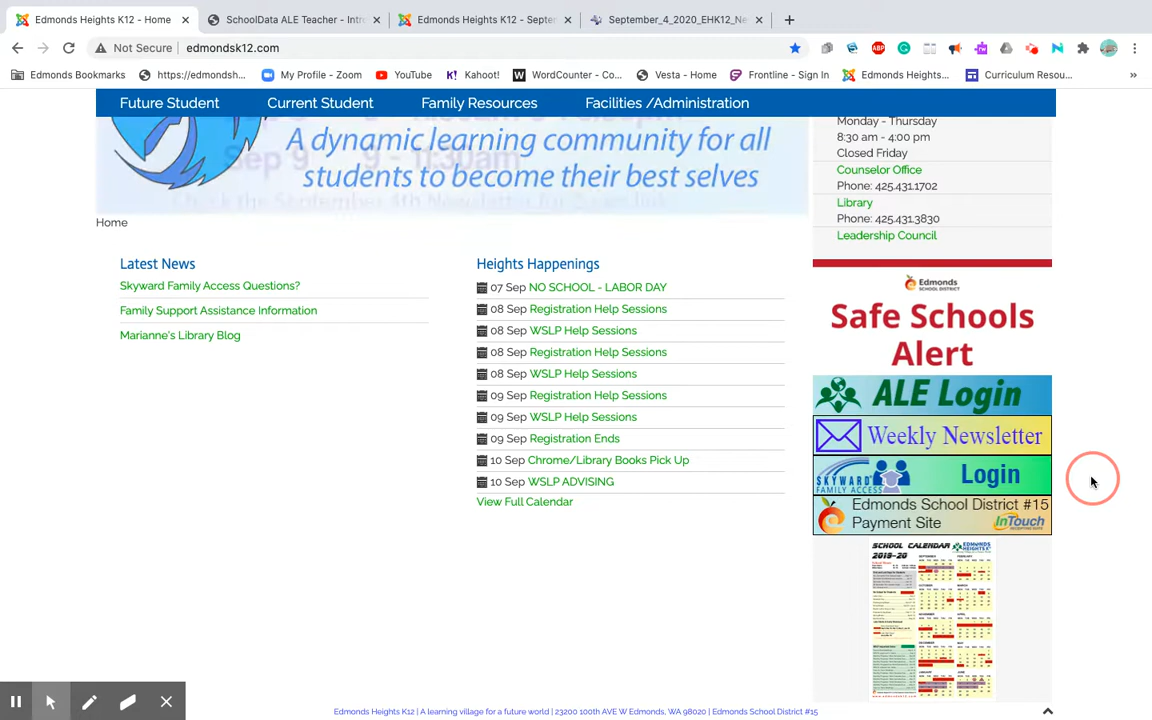 Edmonds Heights K12 - Home
SchoolData ALE Teacher - Intr
Edmonds Heights K12 - Septe
September_4_2020_EHK12_Ne
Not Secure
edmondsk12.com
Edmonds Bookmarks
https://edmondsh...
My Profile - Zoom
YouTube
Kahoot!
WordCounter - Co...
Vesta - Home
Frontline - Sign In
Edmonds Heights...
Curriculum Resou...
Future Student
Current Student
Family Resources
Facilities /Administration
A dynamic learning community for all
students to become their best selves
Sep 9 9 - 11:30am
Monday - Thursday
8:30 am - 4:00 pm
Closed Friday
Counselor Office
Phone: 425.431.1702
Library
Phone: 425.431.3830
Leadership Council
Home
Latest News
Skyward Family Access Questions?
Family Support Assistance Information
Marianne's Library Blog
Heights Happenings
07 Sep NO SCHOOL - LABOR DAY
08 Sep Registration Help Sessions
08 Sep WSLP Help Sessions
08 Sep Registration Help Sessions
08 Sep WSLP Help Sessions
09 Sep Registration Help Sessions
09 Sep WSLP Help Sessions
09 Sep Registration Ends
10 Sep Chrome/Library Books Pick Up
10 Sep WSLP ADVISING
View Full Calendar
Edmonds
SCHOOL DISTRICT
Safe Schools
Alert
ALE Login
Weekly Newsletter
SKYWARD
FAMILY ACCESS
Login
Edmonds School District #15
Payment Site
InTouch
SCHOOL CALENDAR
2019-20
EDMONDS
HEIGHTS K12
Edmonds Heights K12 | A learning village for a future world | 23200 100th AVE W Edmonds, WA 98020 | Edmonds School District #15